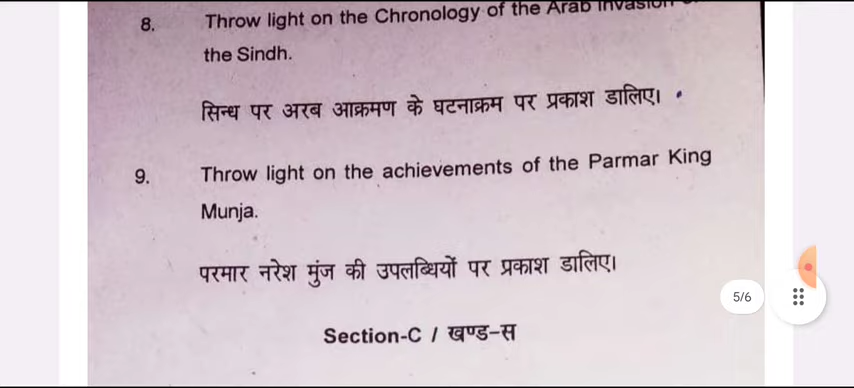 8. Throw light on the Chronology of the Arab Invasion
the Sindh.
सिन्ध पर अरब आक्रमण के घटनाक्रम पर प्रकाश डालिए।
9. Throw light on the achievements of the Parmar King
Munja.
परमार नरेश मुंज की उपलब्धियों पर प्रकाश डालिए।
5/6
Section-C / खण्ड-स